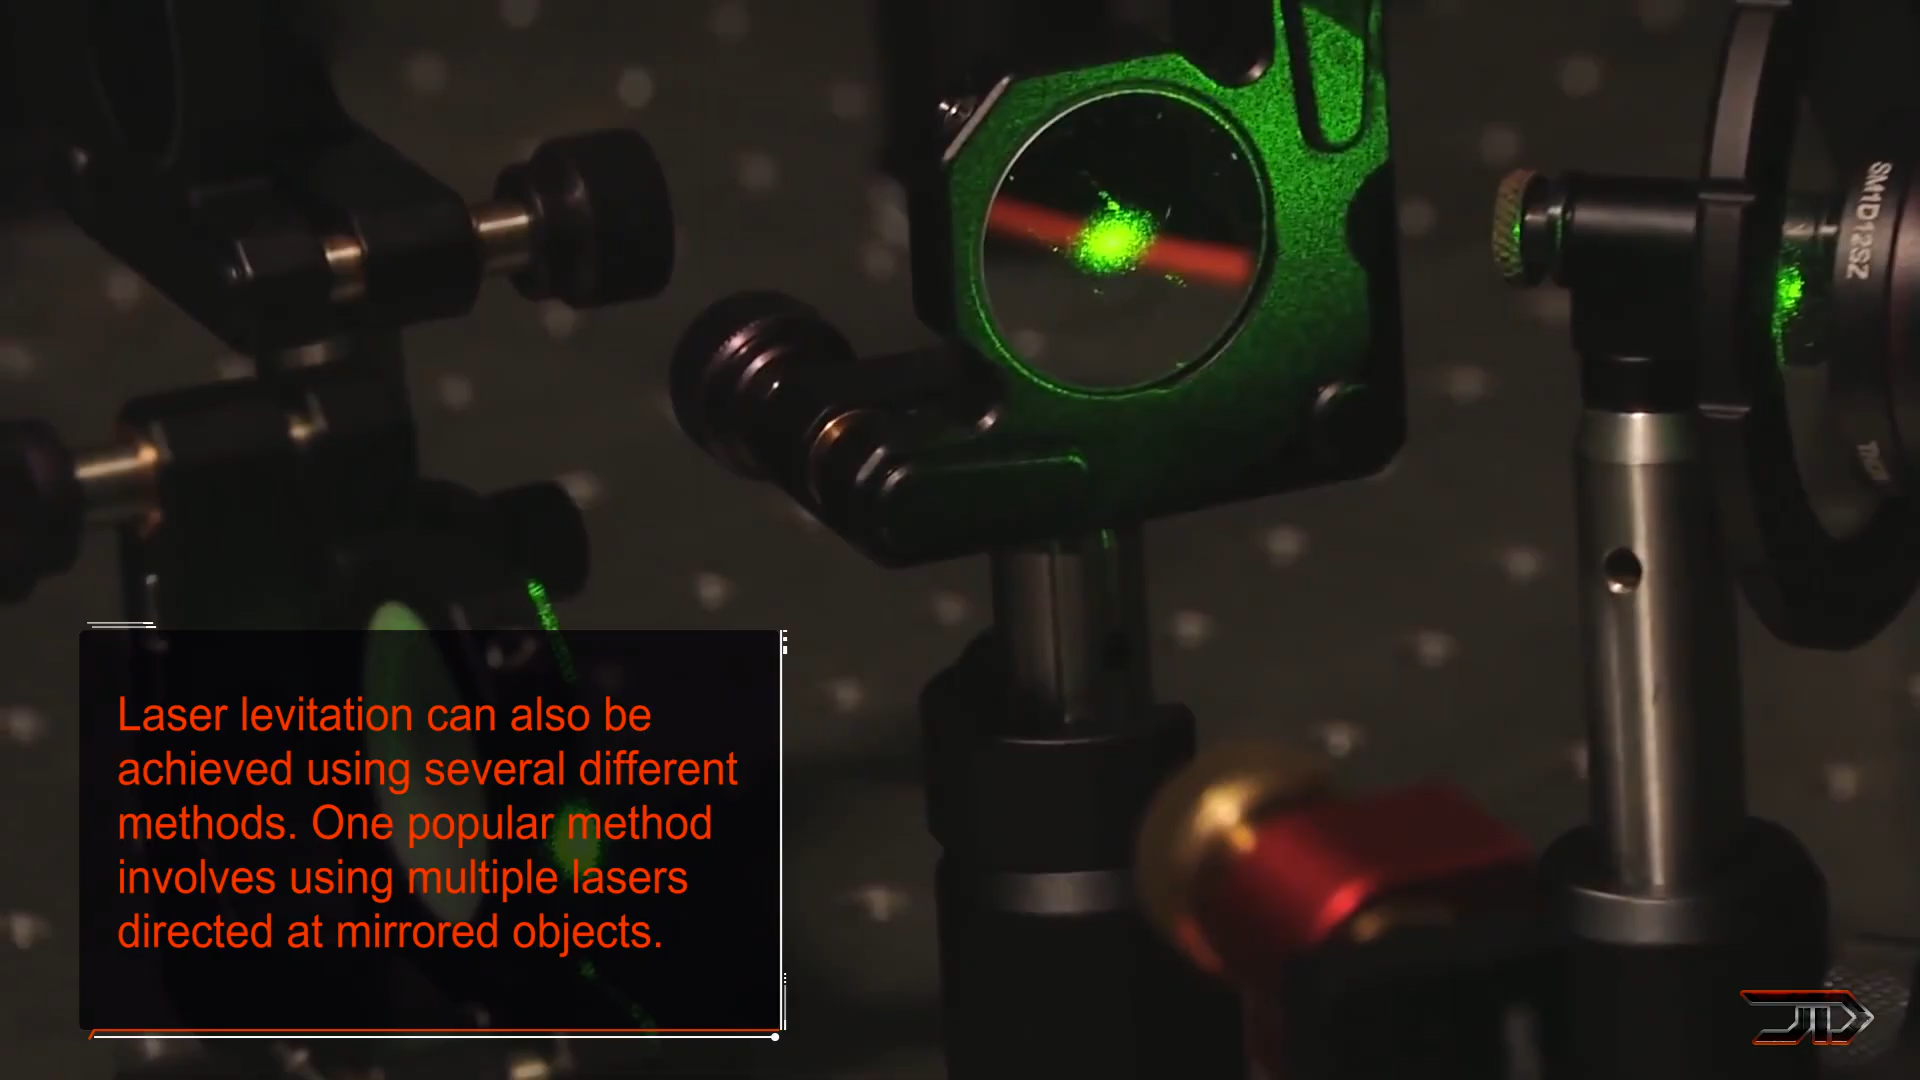 SM1D12SZ
Laser levitation can also be
achieved using several different
methods. One popular method
involves using multiple lasers
directed at mirrored objects.